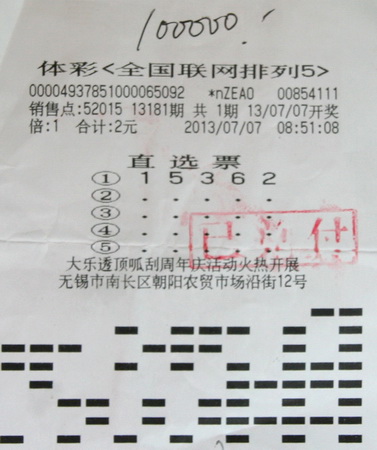 100000.
体彩<全国联网排列5>
00004937851000065092 *nZEAO 00854111
销售点:52015 13181期 共 1期 13/07/07开奖
倍:1 合计:2元 2013/07/07 08:51:08
直选票
① 1 5 3 6 2
② . . . . .
③ . . . . .
④ . . . . .
⑤ . . . . .
已 付
大乐透顶呱刮周年庆活动火热开展
无锡市南长区朝阳农贸市场沿街12号